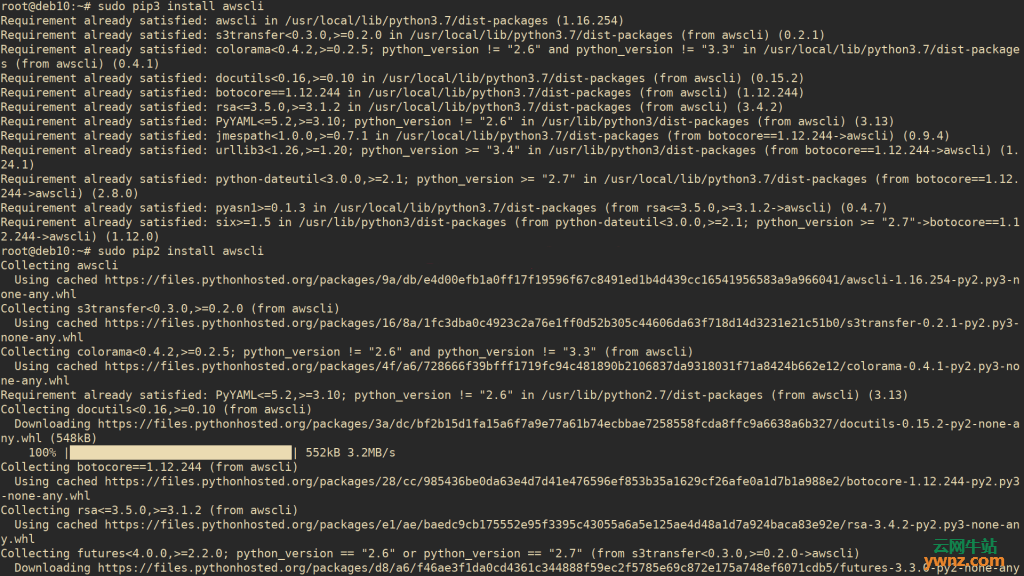 root@deb10:~# sudo pip3 install awscli
Requirement already satisfied: awscli in /usr/local/lib/python3.7/dist-packages (1.16.254)
Requirement already satisfied: s3transfer<0.3.0,>=0.2.0 in /usr/local/lib/python3.7/dist-packages (from awscli) (0.2.1)
Requirement already satisfied: colorama<0.4.2,>=0.2.5; python_version != "2.6" and python_version != "3.3" in /usr/local/lib/python3.7/dist-package
s (from awscli) (0.4.1)
Requirement already satisfied: docutils<0.16,>=0.10 in /usr/local/lib/python3.7/dist-packages (from awscli) (0.15.2)
Requirement already satisfied: botocore==1.12.244 in /usr/local/lib/python3.7/dist-packages (from awscli) (1.12.244)
Requirement already satisfied: rsa<=3.5.0,>=3.1.2 in /usr/local/lib/python3.7/dist-packages (from awscli) (3.4.2)
Requirement already satisfied: PyYAML<=5.2,>=3.10; python_version != "2.6" in /usr/lib/python3/dist-packages (from awscli) (3.13)
Requirement already satisfied: jmespath<1.0.0,>=0.7.1 in /usr/local/lib/python3.7/dist-packages (from botocore==1.12.244->awscli) (0.9.4)
Requirement already satisfied: urllib3<1.26,>=1.20; python_version >= "3.4" in /usr/lib/python3/dist-packages (from botocore==1.12.244->awscli) (1.
24.1)
Requirement already satisfied: python-dateutil<3.0.0,>=2.1; python_version >= "2.7" in /usr/local/lib/python3.7/dist-packages (from botocore==1.12.
244->awscli) (2.8.0)
Requirement already satisfied: pyasn1>=0.1.3 in /usr/local/lib/python3.7/dist-packages (from rsa<=3.5.0,>=3.1.2->awscli) (0.4.7)
Requirement already satisfied: six>=1.5 in /usr/lib/python3/dist-packages (from python-dateutil<3.0.0,>=2.1; python_version >= "2.7"->botocore==1.1
2.244->awscli) (1.12.0)
root@deb10:~# sudo pip2 install awscli
Collecting awscli
Using cached https://files.pythonhosted.org/packages/9a/db/e4d00efb1a0ff17f19596f67c8491ed1b4d439cc16541956583a9a966041/awscli-1.16.254-py2.py3-n
one-any.whl
Collecting s3transfer<0.3.0,>=0.2.0 (from awscli)
Using cached https://files.pythonhosted.org/packages/16/8a/1fc3dba0c4923c2a76e1ff0d52b305c44606da63f718d14d3231e21c51b0/s3transfer-0.2.1-py2.py3-
none-any.whl
Collecting colorama<0.4.2,>=0.2.5; python_version != "2.6" and python_version != "3.3" (from awscli)
Using cached https://files.pythonhosted.org/packages/4f/a6/728666f39bfff1719fc94c481890b2106837da9318031f71a8424b662e12/colorama-0.4.1-py2.py3-no
ne-any.whl
Requirement already satisfied: PyYAML<=5.2,>=3.10; python_version != "2.6" in /usr/lib/python2.7/dist-packages (from awscli) (3.13)
Collecting docutils<0.16,>=0.10 (from awscli)
Downloading https://files.pythonhosted.org/packages/3a/dc/bf2b15d1fa15a6f7a9e77a61b74ecbbae7258558fcda8ffc9a6638a6b327/docutils-0.15.2-py2-none-a
ny.whl (548kB)
100% || 552kB 3.2MB/s
Collecting botocore==1.12.244 (from awscli)
Using cached https://files.pythonhosted.org/packages/28/cc/985436be0da63e4d7d41e476596ef853b35a1629cf26afe0a1d7b1a988e2/botocore-1.12.244-py2.py3
-none-any.whl
Collecting rsa<=3.5.0,>=3.1.2 (from awscli)
Using cached https://files.pythonhosted.org/packages/e1/ae/baedc9cb175552e95f3395c43055a6a5e125ae4d48a1d7a924baca83e92e/rsa-3.4.2-py2.py3-none-an
y.whl
Collecting futures<4.0.0,>=2.2.0; python_version == "2.6" or python_version == "2.7" (from s3transfer<0.3.0,>=0.2.0->awscli)
Downloading https://files.pythonhosted.org/packages/d8/a6/f46ae3f1da0cd4361c344888f59ec2f5785e69c872e175a748ef6071cdb5/futures-3.3.0-py2-none-any
云网牛站
ywnz.com